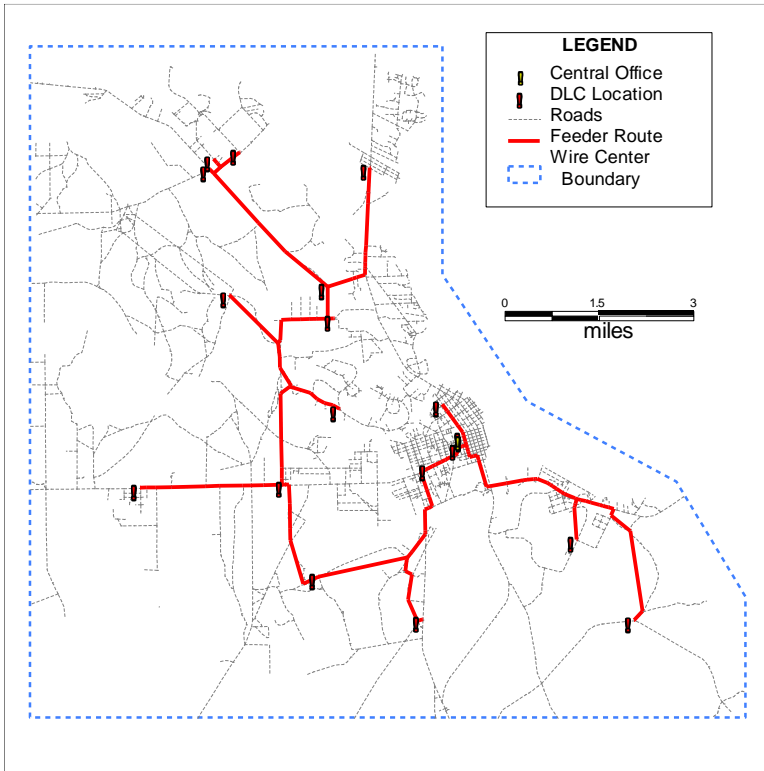 LEGEND
Central Office
DLC Location
Roads
Feeder Route
Wire Center
Boundary
0 1.5 3
miles